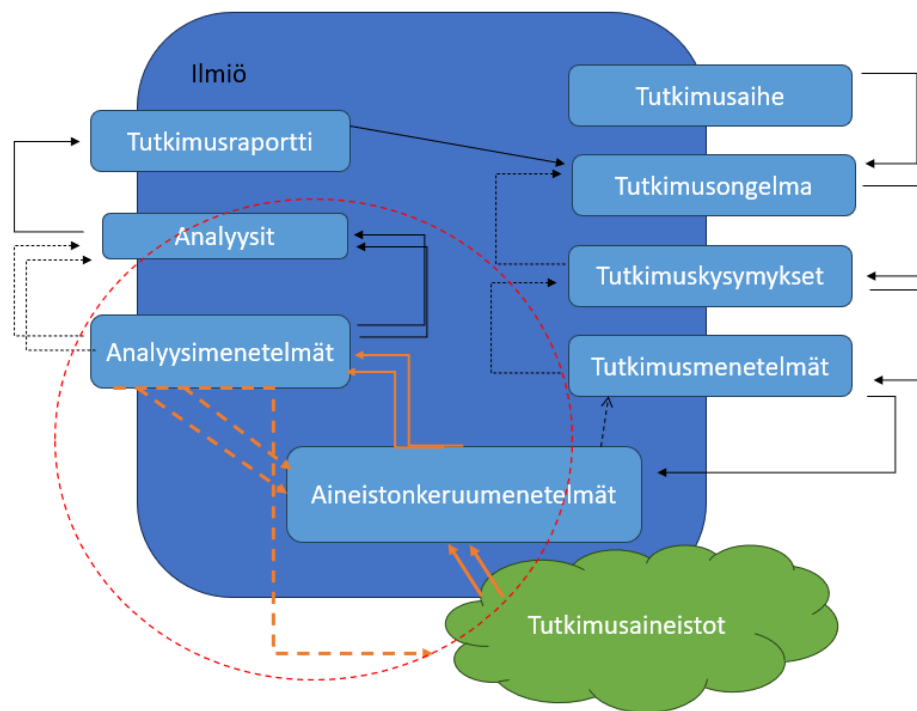 Ilmiö
Tutkimusaihe
Tutkimusraportti
Tutkimusongelma
Analyysit
Tutkimuskysymykset
Analyysimenetelmät
Tutkimusmenetelmät
Aineistonkeruumenetelmät
Tutkimusaineistot